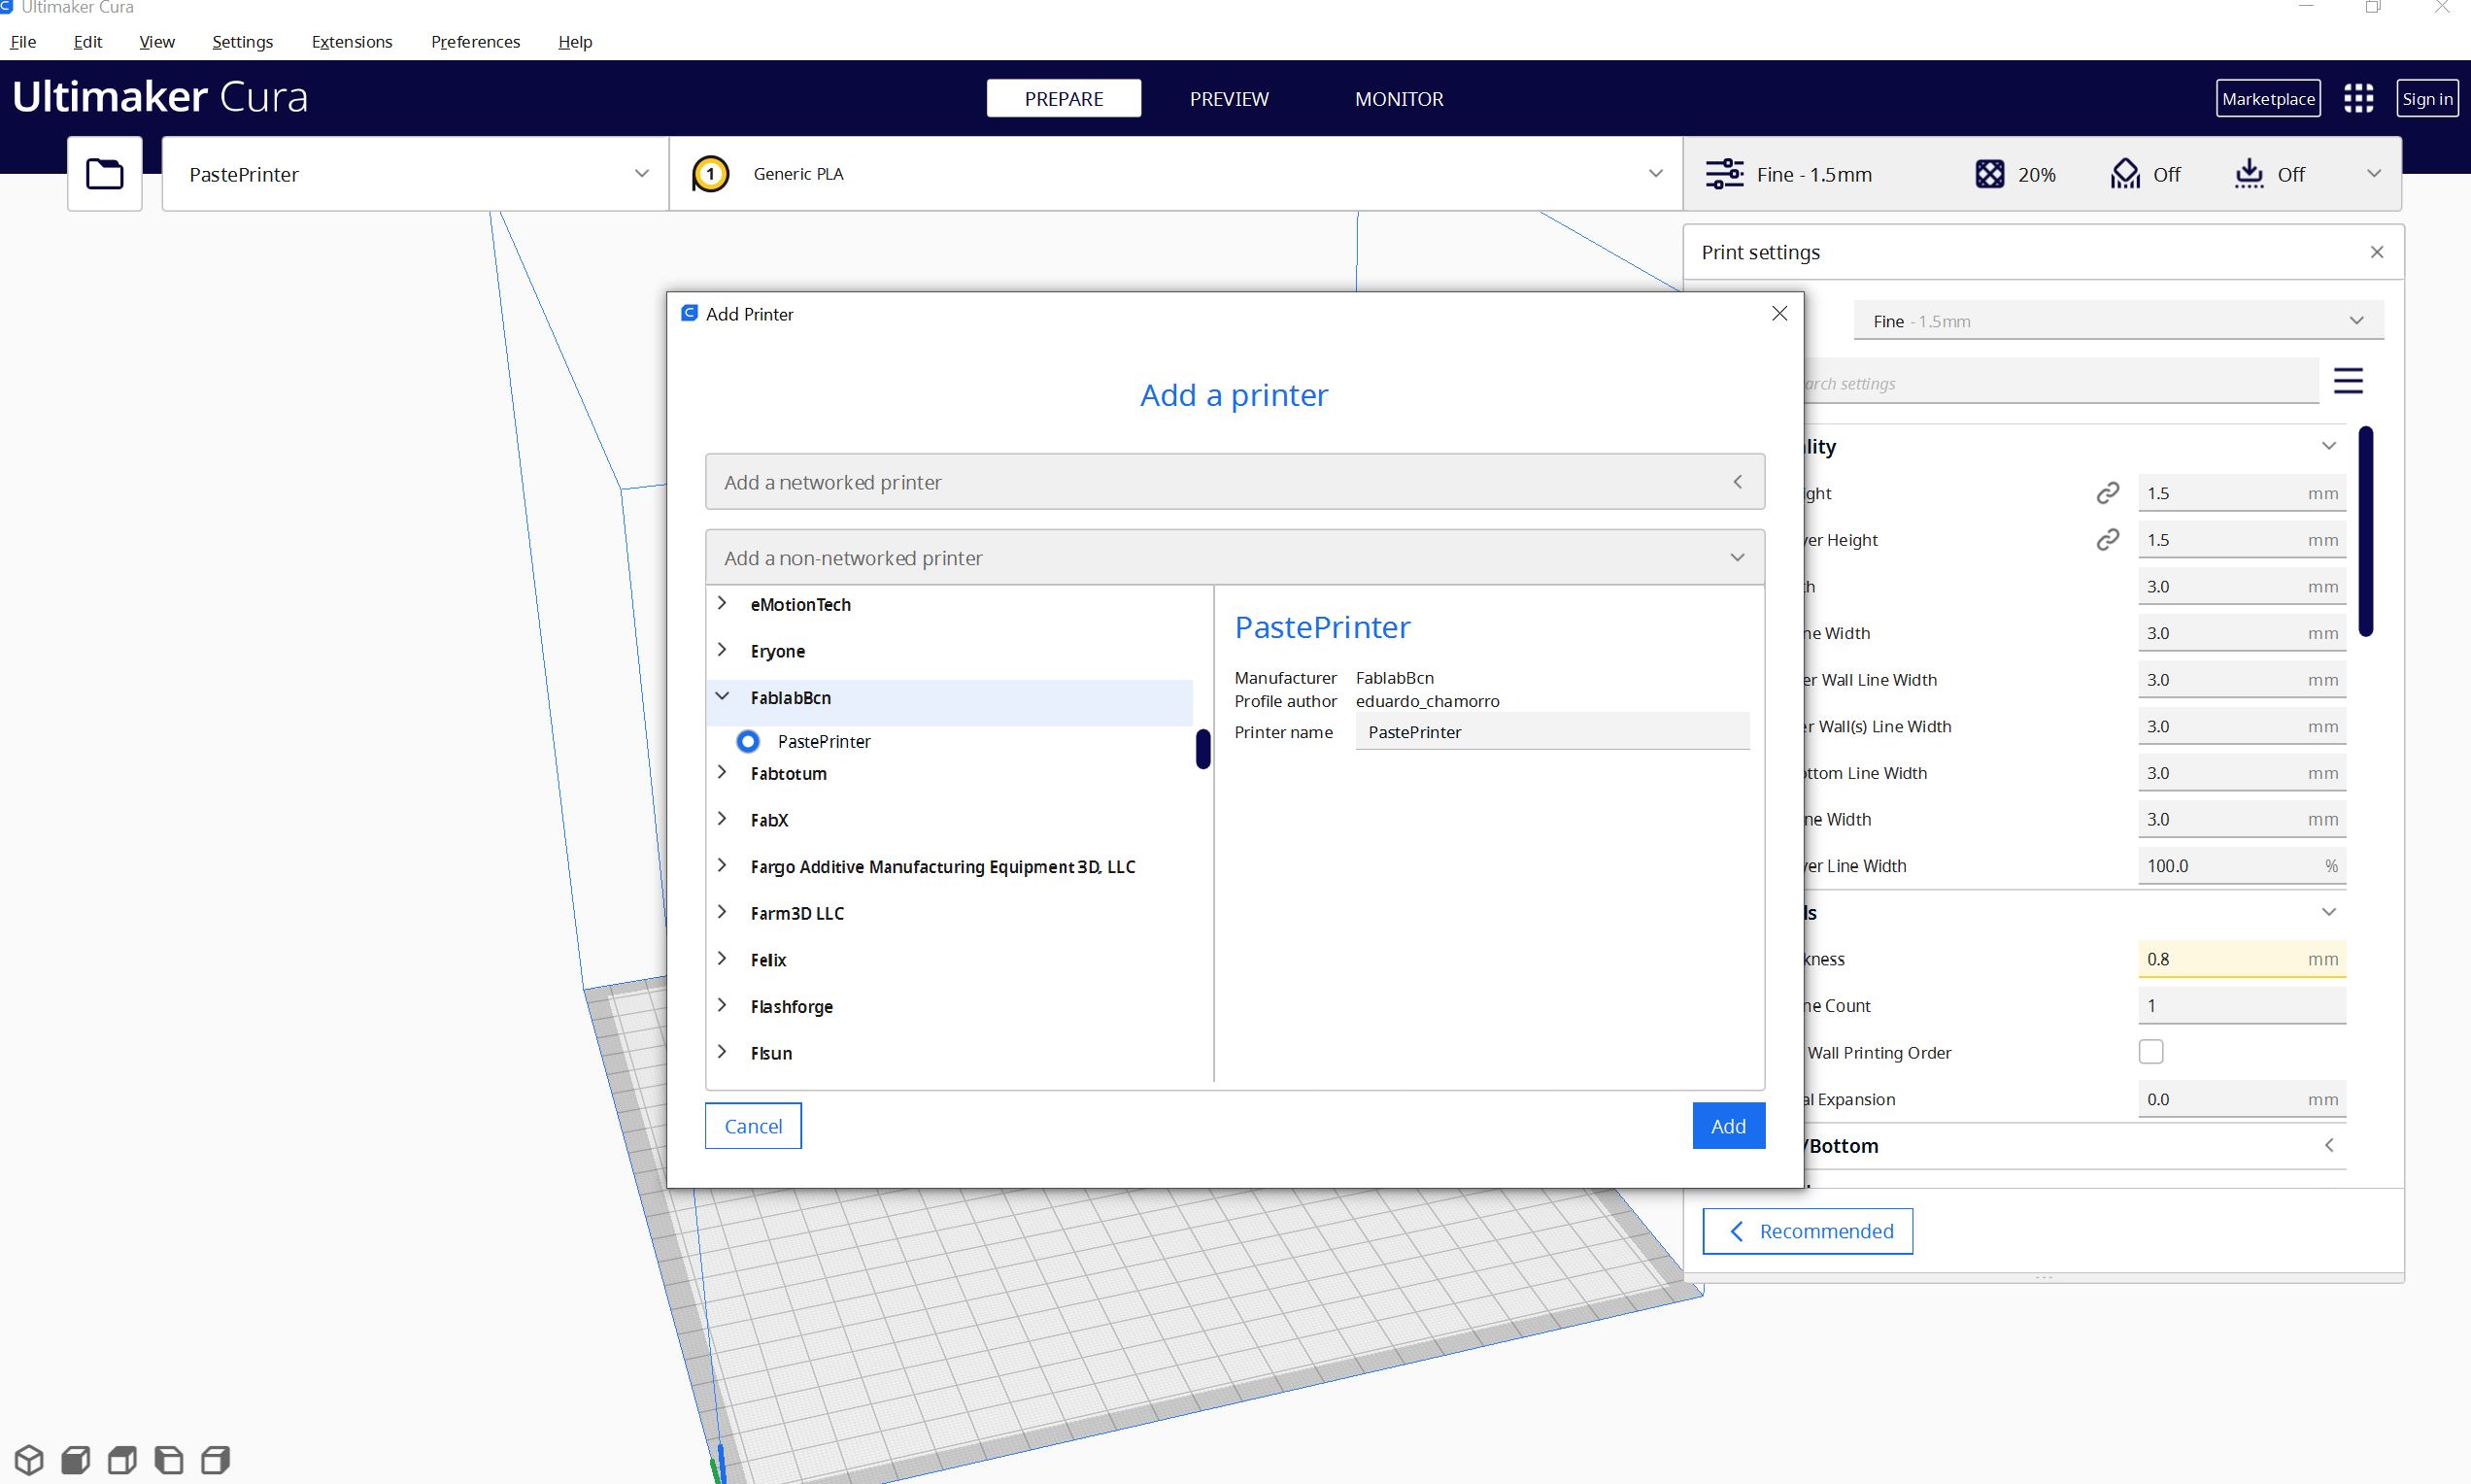 Ultimaker Cura
File Edit View Settings Extensions Preferences Help
Ultimaker Cura PREPARE PREVIEW MONITOR Marketplace Sign in
PastePrinter 1 Generic PLA Fine - 1.5mm 20% Off Off
Print settings
Add Printer
Fine - 1.5mm
Add a printer
arch settings
lity
Add a networked printer
ght 1.5 mm
yer Height 1.5 mm
Add a non-networked printer
th 3.0 mm
ne Width 3.0 mm
er Wall Line Width 3.0 mm
er Wall(s) Line Width 3.0 mm
ottom Line Width 3.0 mm
ne Width 3.0 mm
yer Line Width 100.0 %
ls
kness 0.8 mm
ne Count 1
Wall Printing Order
al Expansion 0.0 mm
/Bottom
eMotionTech
Eryone
FablabBcn
PastePrinter
Fabtotum
FabX
Fargo Additive Manufacturing Equipment 3D, LLC
Farm3D LLC
Felix
Flashforge
Flsun
PastePrinter
Manufacturer FablabBcn
Profile author eduardo_chamorro
Printer name PastePrinter
Cancel Add
Recommended